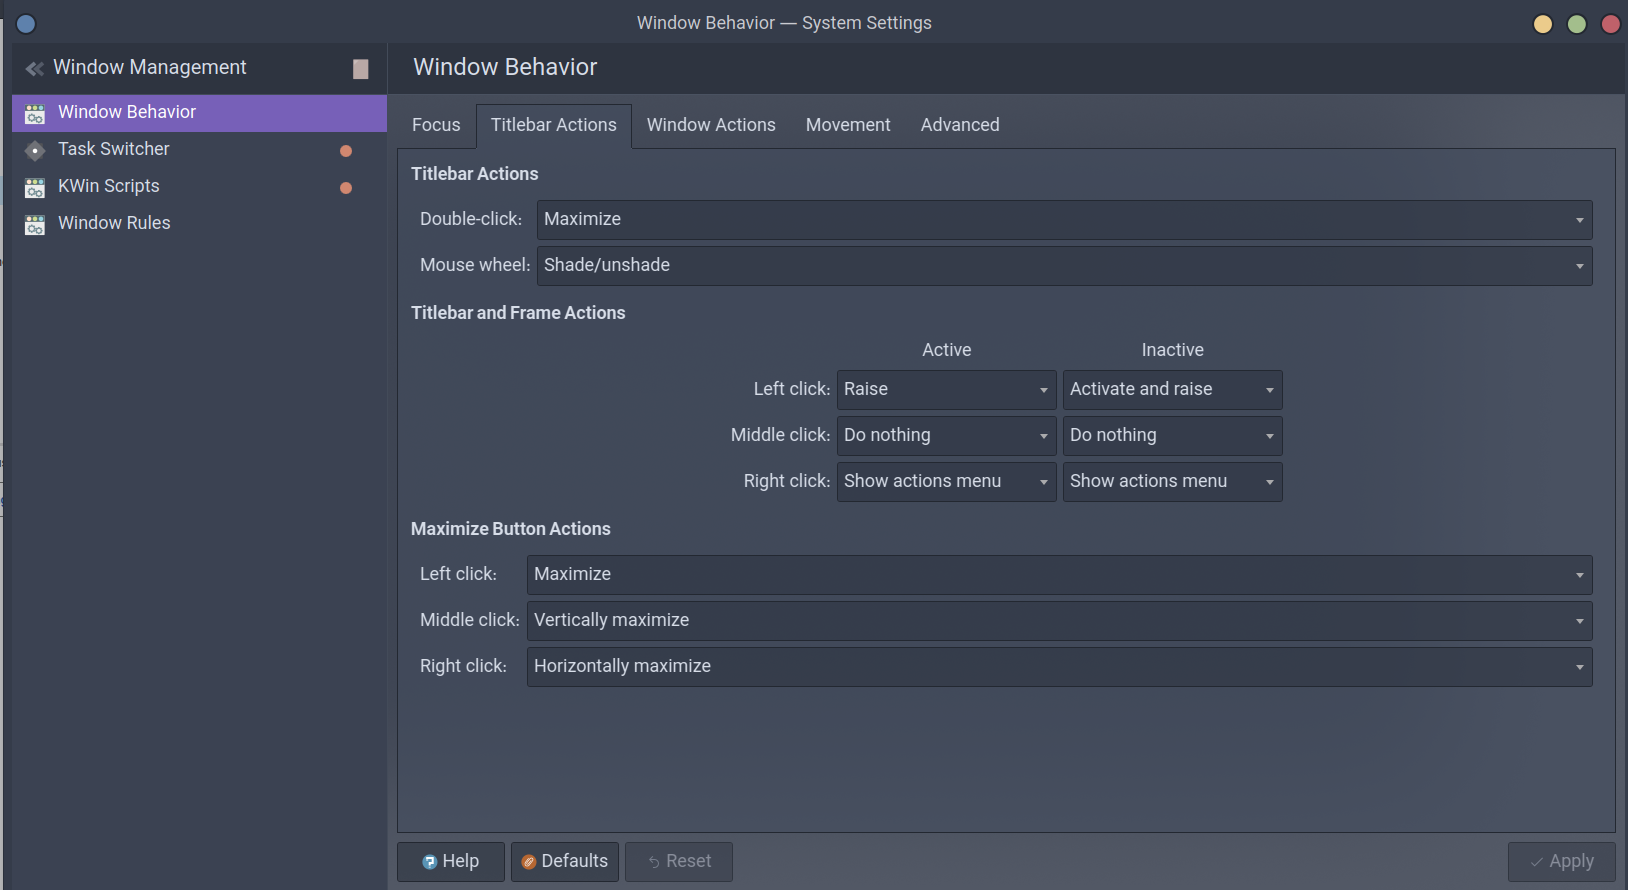 Window Behavior — System Settings
Window Management
Window Behavior
Window Behavior
Task Switcher
KWin Scripts
Window Rules
Focus Titlebar Actions Window Actions Movement Advanced
Titlebar Actions
Double-click: Maximize
Mouse wheel: Shade/unshade
Titlebar and Frame Actions
Active Inactive
Left click: Raise Activate and raise
Middle click: Do nothing Do nothing
Right click: Show actions menu Show actions menu
Maximize Button Actions
Left click: Maximize
Middle click: Vertically maximize
Right click: Horizontally maximize
Help Defaults Reset Apply